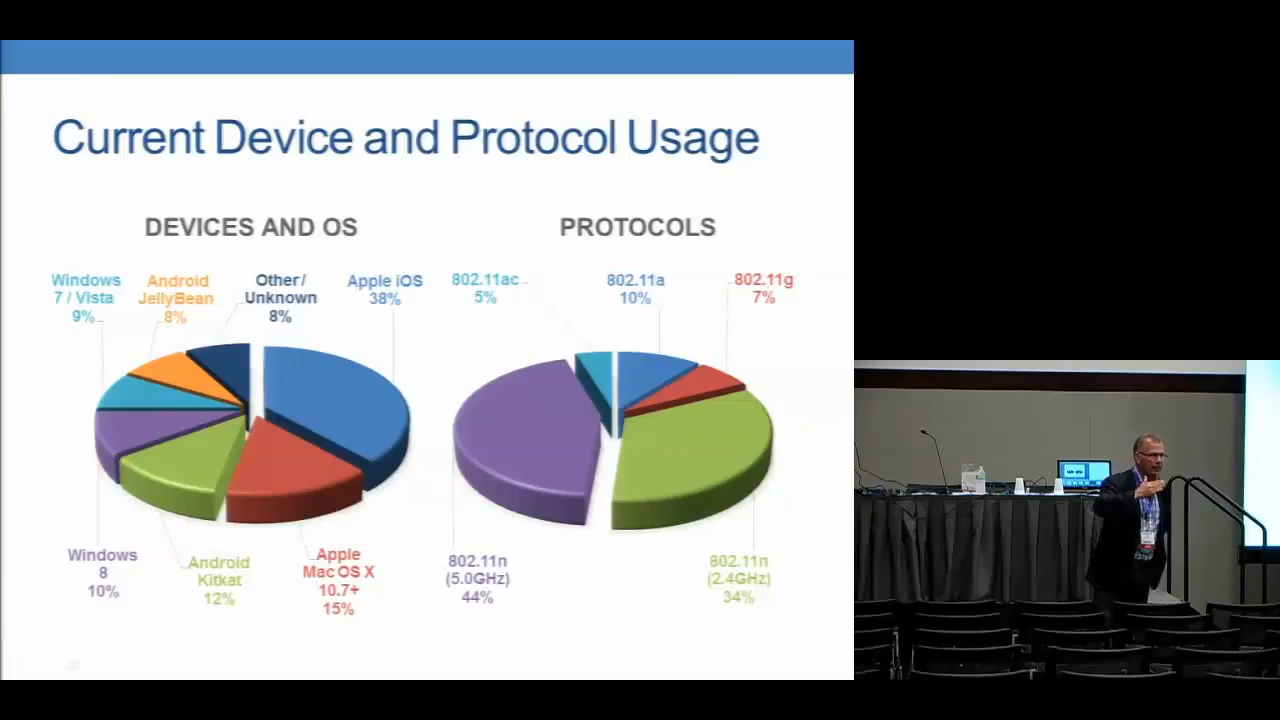 Current Device and Protocol Usage
DEVICES AND OS
Windows
7 / Vista
9%
Android
JellyBean
8%
Other /
Unknown
8%
Apple iOS
38%
Windows
8
10%
Android
Kitkat
12%
Apple
Mac OS X
10.7+
15%
PROTOCOLS
802.11ac
5%
802.11a
10%
802.11g
7%
802.11n
(5.0GHz)
44%
802.11n
(2.4GHz)
34%